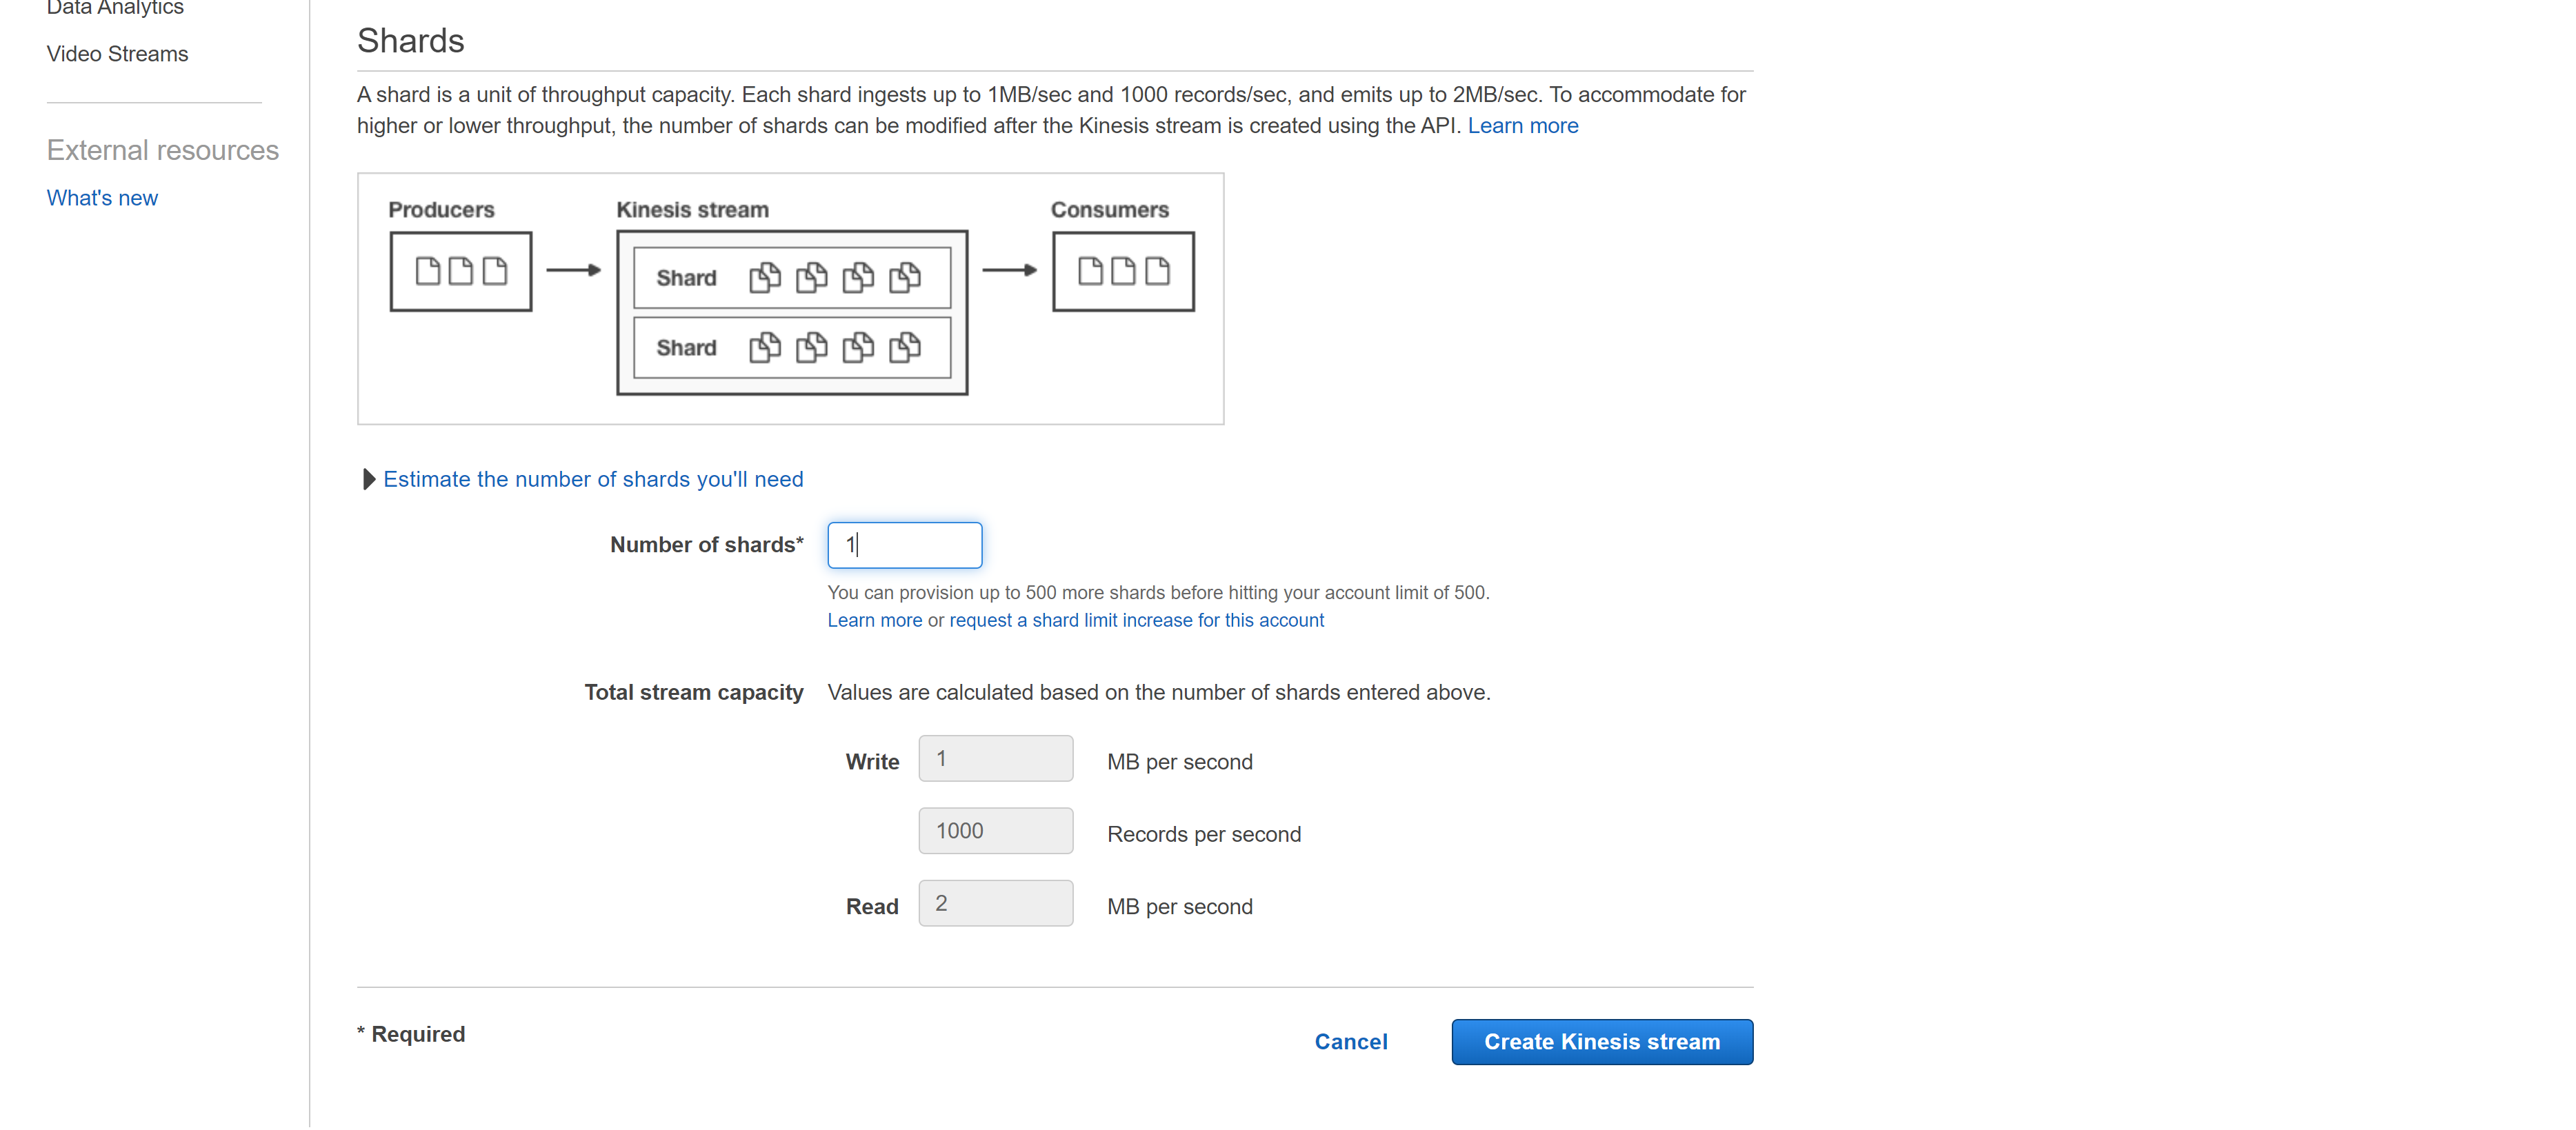 Data Analytics
Video Streams
External resources
What's new
Shards
A shard is a unit of throughput capacity. Each shard ingests up to 1MB/sec and 1000 records/sec, and emits up to 2MB/sec. To accommodate for
higher or lower throughput, the number of shards can be modified after the Kinesis stream is created using the API. Learn more
Producers
Kinesis stream
Consumers
Shard
Shard
Estimate the number of shards you'll need
Number of shards* 1
You can provision up to 500 more shards before hitting your account limit of 500.
Learn more or request a shard limit increase for this account
Total stream capacity Values are calculated based on the number of shards entered above.
Write 1 MB per second
1000 Records per second
Read 2 MB per second
* Required
Cancel
Create Kinesis stream